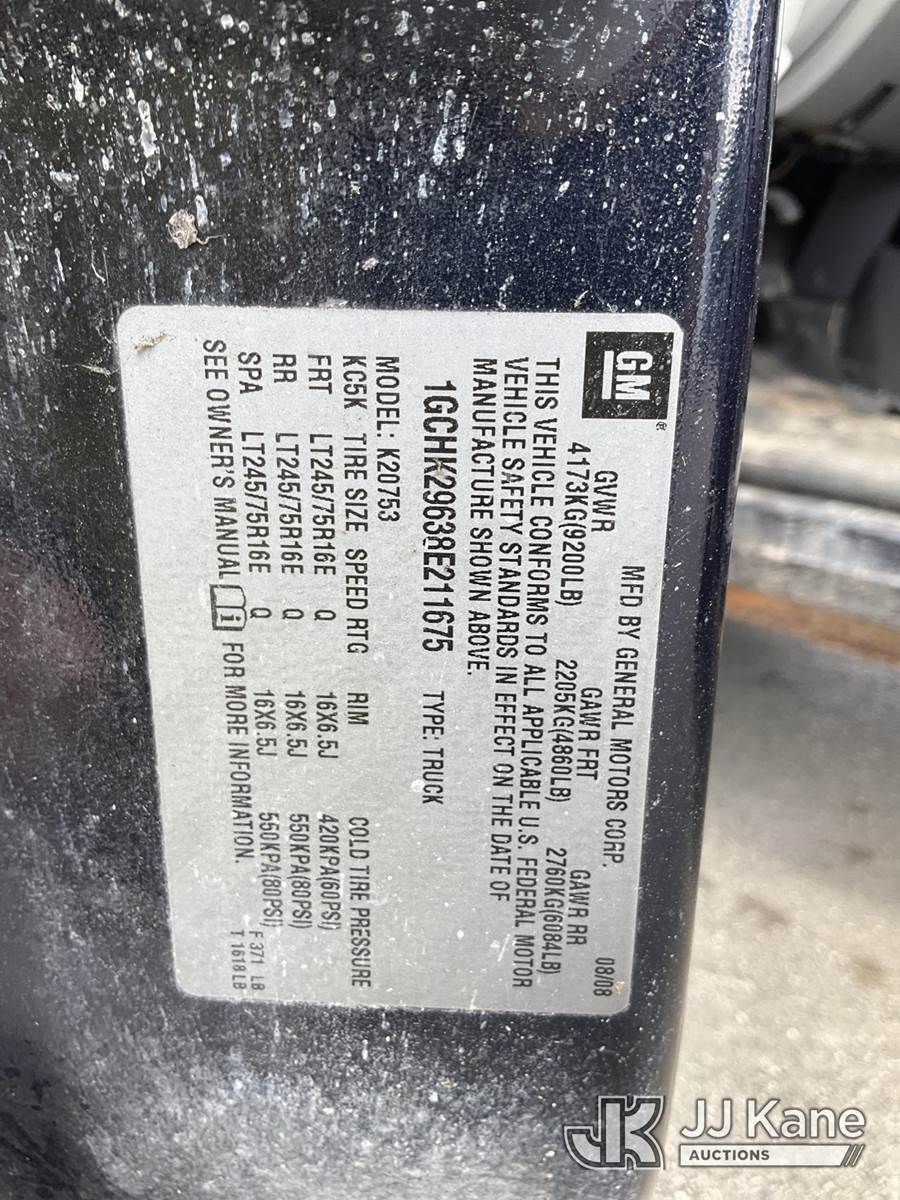 GM
®
MFD BY GENERAL MOTORS CORP. 08/08
GVWR GAWR FRT GAWR RR
4173KG(9200LB) 2205KG(4860LB) 2760KG(6084LB)
THIS VEHICLE CONFORMS TO ALL APPLICABLE U.S. FEDERAL MOTOR
VEHICLE SAFETY STANDARDS IN EFFECT ON THE DATE OF
MANUFACTURE SHOWN ABOVE.
1GCHK29638E211675 TYPE: TRUCK
MODEL: K20753
KC5K TIRE SIZE SPEED RTG RIM COLD TIRE PRESSURE
FRT LT245/75R16E Q 16X6.5J 420KPA(60PSI)
RR LT245/75R16E Q 16X6.5J 550KPA(80PSI)
SPA LT245/75R16E Q 16X6.5J 550KPA(80PSI)
SEE OWNER'S MANUAL i FOR MORE INFORMATION.
F 371 LB
T 1618 LB
JK JJ Kane
AUCTIONS